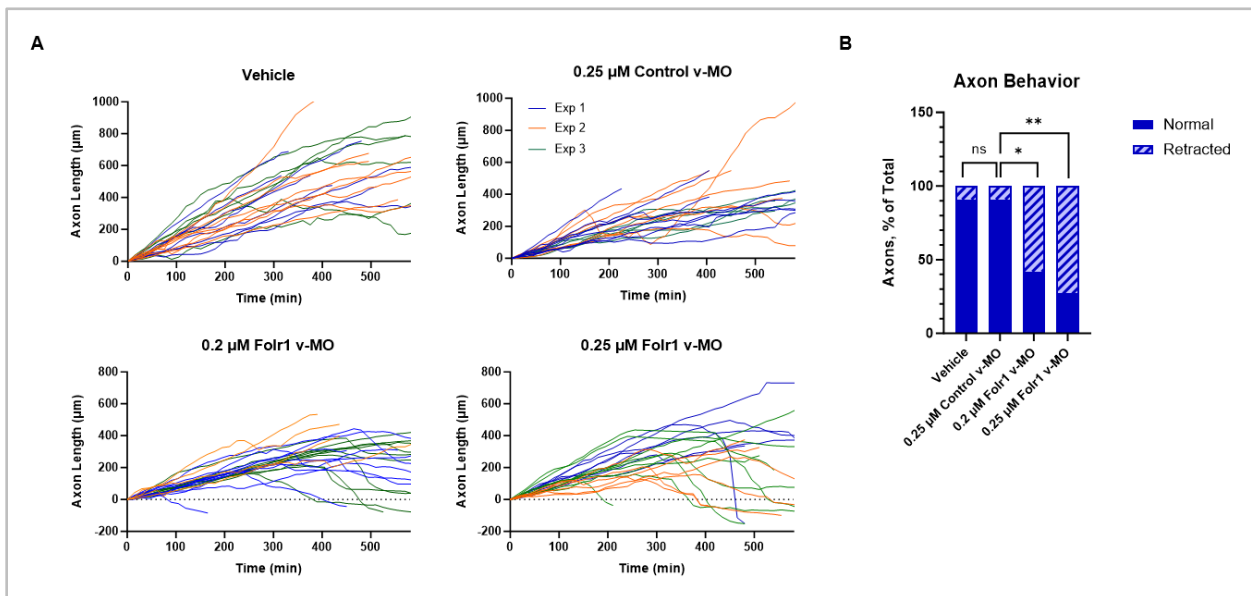 A
B
Vehicle
0.25 µM Control v-MO
Axon Length (µm)
1000
800
600
400
200
0
0 100 200 300 400 500
Time (min)
Axon Length (µm)
1000
800
600
400
200
0
Exp 1
Exp 2
Exp 3
0 100 200 300 400 500
Time (min)
0.2 µM Folr1 v-MO
0.25 µM Folr1 v-MO
Axon Length (µm)
800
600
400
200
0
-200
0 100 200 300 400 500
Time (min)
Axon Length (µm)
800
600
400
200
0
-200
0 100 200 300 400 500
Time (min)
Axon Behavior
Axons, % of Total
150
100
50
0
ns
*
**
Normal
Retracted
Vehicle
0.25 µM Control v-MO
0.2 µM Folr1 v-MO
0.25 µM Folr1 v-MO